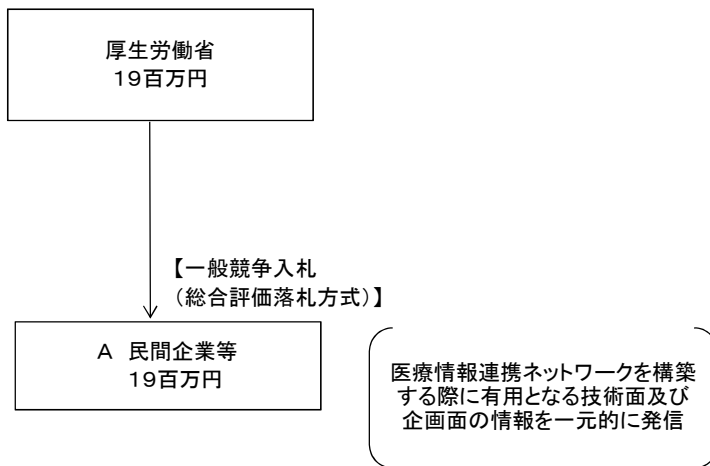 厚生労働省
19百万円
【一般競争入札
（総合評価落札方式）】
A　民間企業等
19百万円
医療情報連携ネットワークを構築
する際に有用となる技術面及び
企画面の情報を一元的に発信